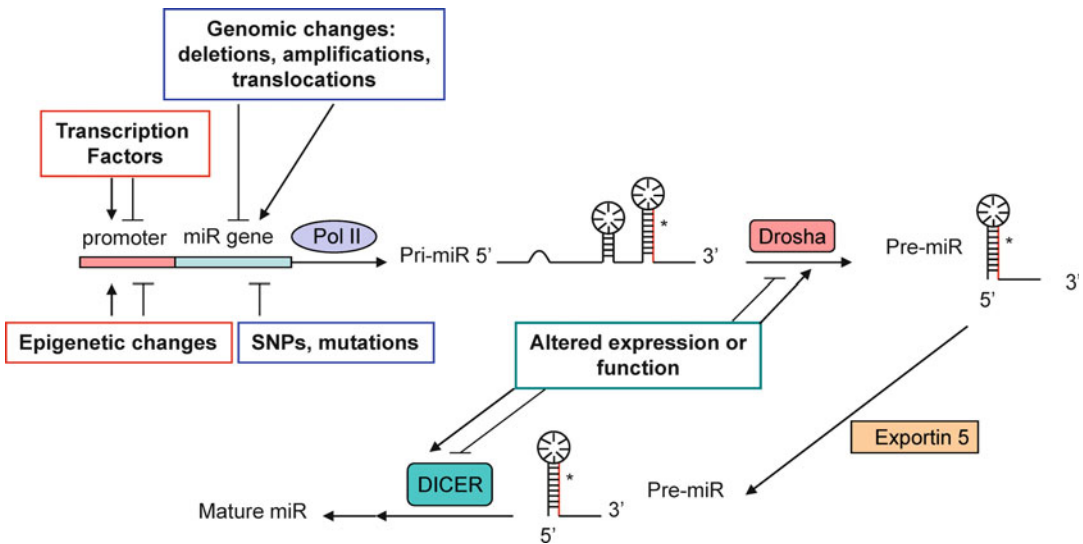 Genomic changes:
deletions, amplifications,
translocations
Transcription
Factors
promoter
miR gene
Pol II
Pri-miR 5’
*
3’
Drosha
Pre-miR
*
5’
3’
Epigenetic changes
SNPs, mutations
Altered expression or
function
Exportin 5
DICER
*
Pre-miR
Mature miR
3’
5’